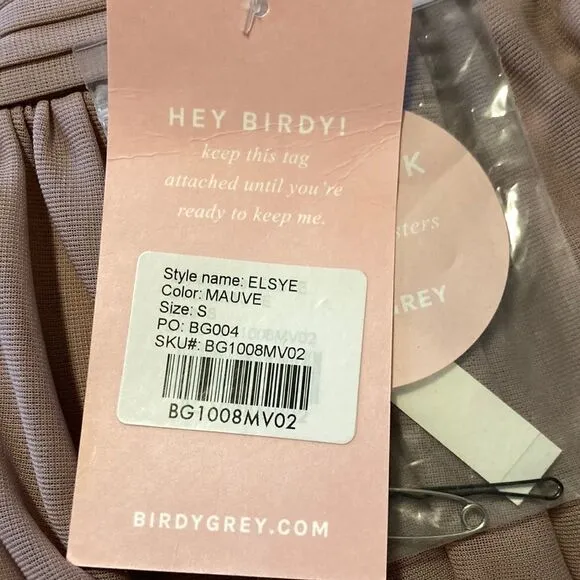 HEY BIRDY!
keep this tag
attached until you're
ready to keep me.
Style name: ELSYE
Color: MAUVE
Size: S
PO: BG004
SKU#: BG1008MV02
BG1008MV02
BIRDYGREY.COM
K
sters
GREY